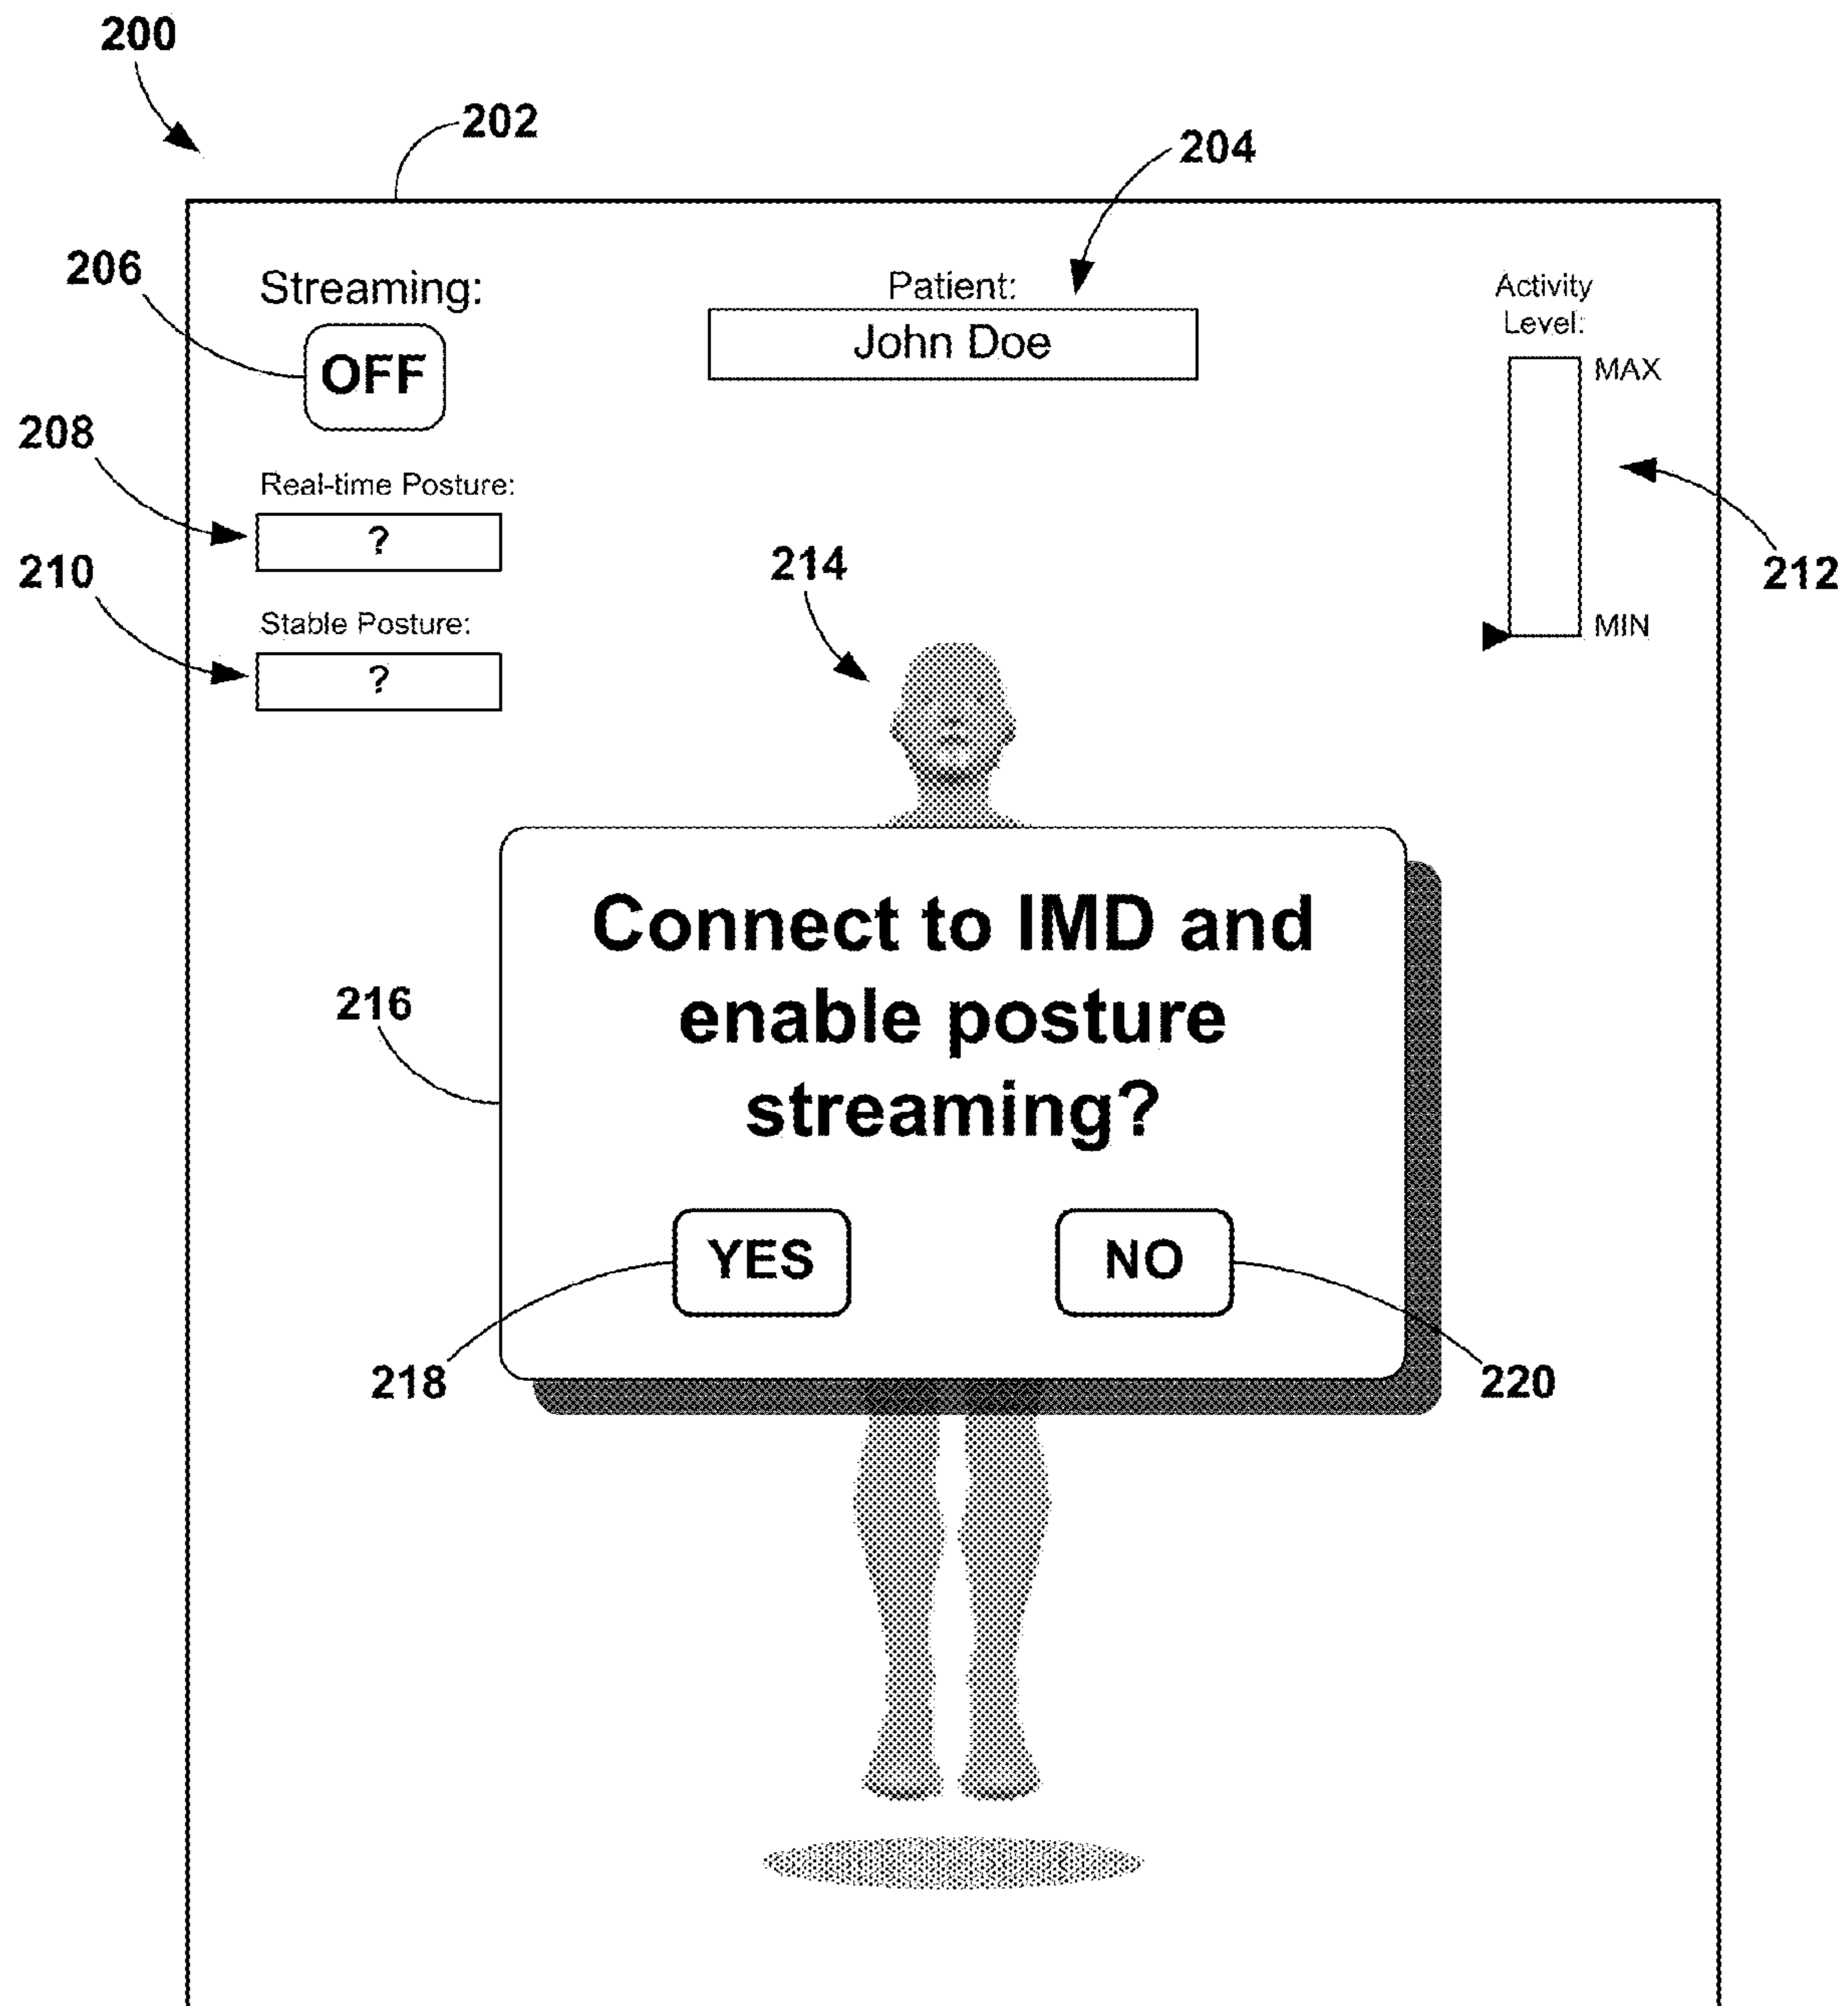 200
202
204
206
Streaming:
OFF
Patient:
John Doe
Activity
Level:
MAX
MIN
212
208
Real-time Posture:
?
210
Stable Posture:
?
214
216
Connect to IMD and
enable posture
streaming?
YES
NO
218
220